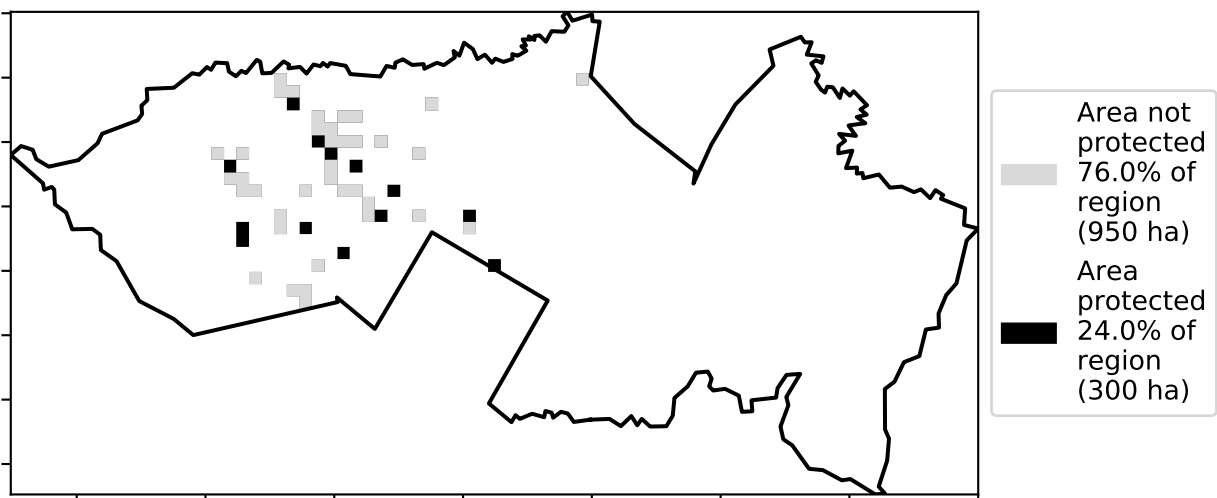 Area not
protected
76.0% of
region
(950 ha)
Area
protected
24.0% of
region
(300 ha)